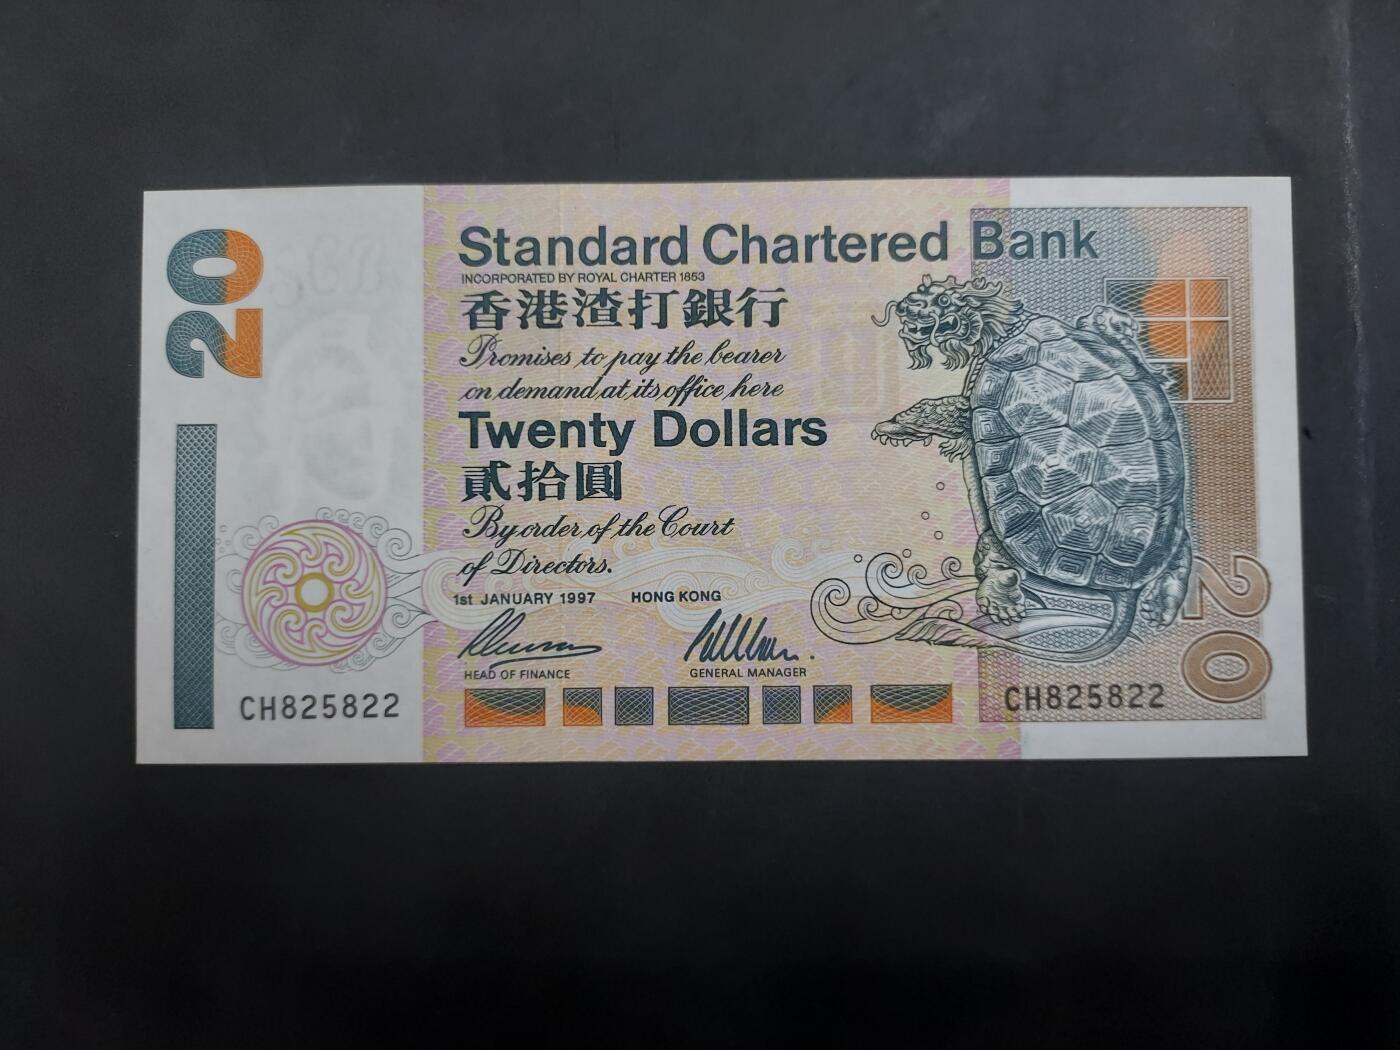 20
Standard Chartered Bank
INCORPORATED BY ROYAL CHARTER 1853
香港渣打銀行
Promises to pay the bearer
on demand at its office here
Twenty Dollars
貳拾圓
By order of the Court
of Directors.
1st JANUARY 1997 HONG KONG
HEAD OF FINANCE GENERAL MANAGER
CH825822 CH825822
20